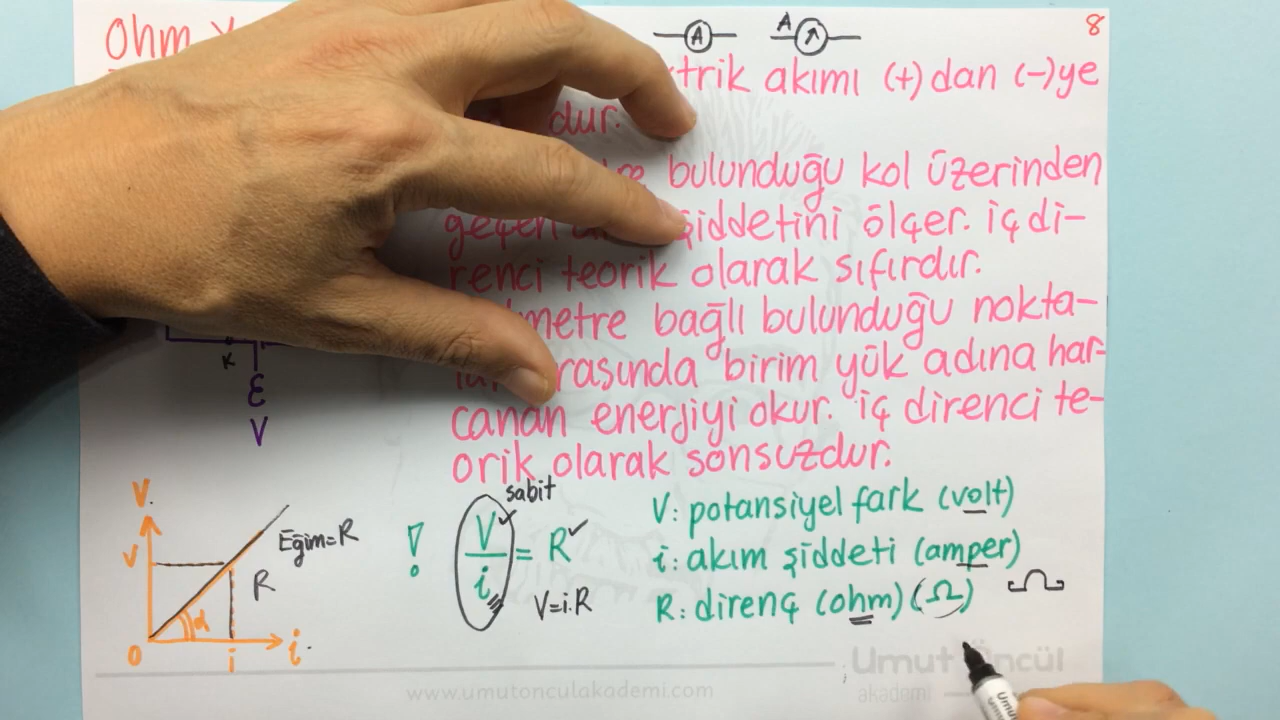 Ohm
8
A
A
trik akımı (+) dan (-)ye
dur.
bulunduğu kol üzerinden
geçen şiddetini ölçer. iç di-
renci teorik olarak sıfırdır.
metre bağlı bulunduğu nokta-
arasında birim yük adına har-
canan enerjiyi okur. iç direnci te-
orik olarak sonsuzdur.
K
ε
V
V
V
Eğim=R
R
α
0
i
i
!
V/i = R
sabit
V=i.R
V: potansiyel fark (volt)
i: akım şiddeti (amper)
R: direnç (ohm) (Ω)
Ω
Umut Öncül
akademi
www.umutonculakademi.com